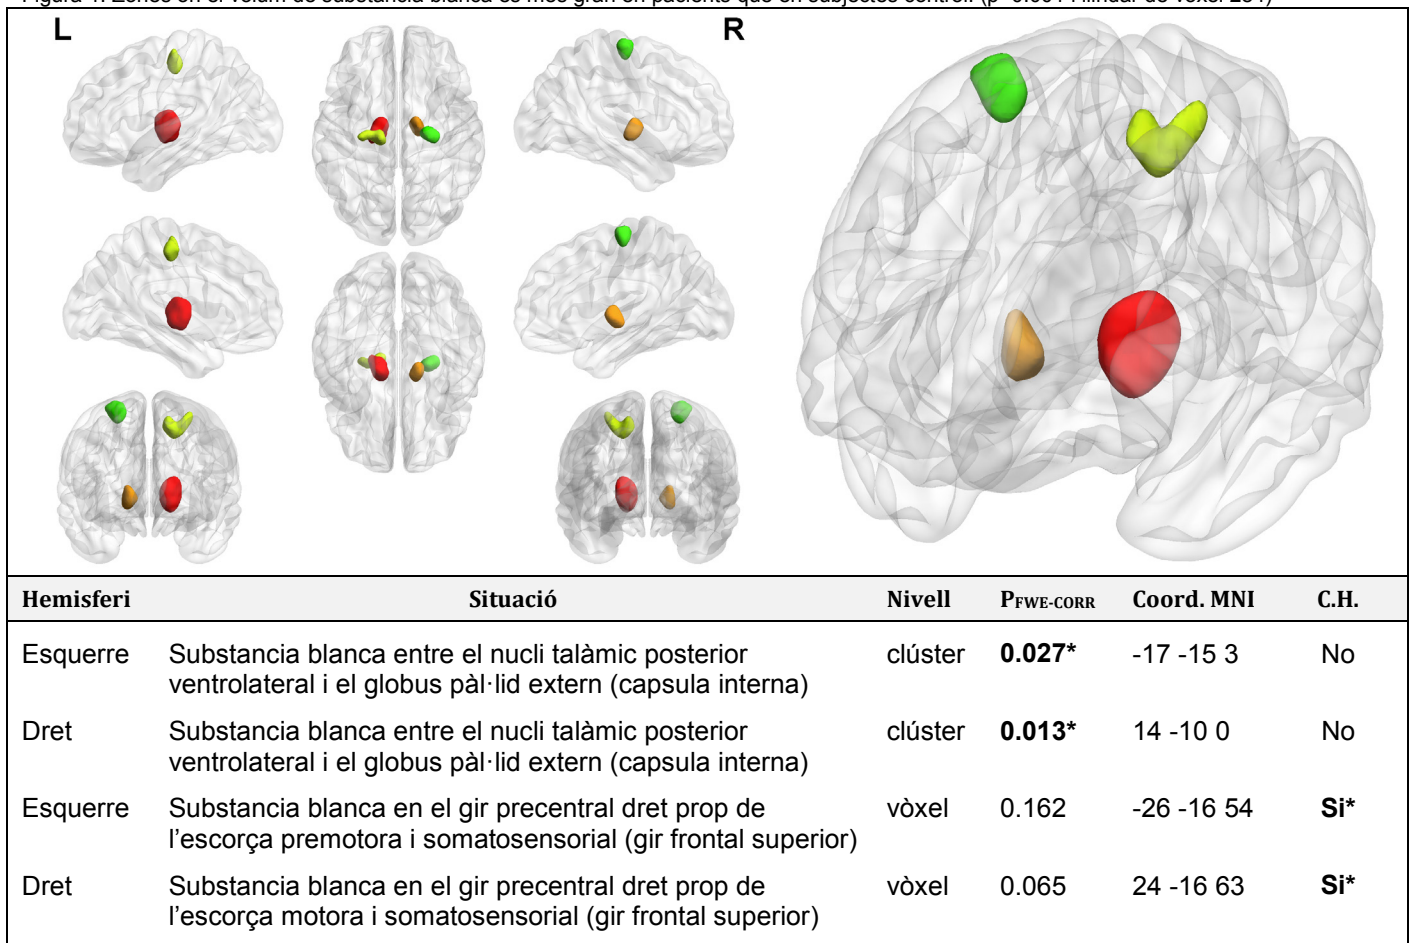 L
R
Hemisferi Situació Nivell PFWE-CORR Coord. MNI C.H.
Esquerre Substancia blanca entre el nucli talàmic posterior ventrolateral i el globus pàl·lid extern (capsula interna) clúster 0.027* -17 -15 3 No
Dret Substancia blanca entre el nucli talàmic posterior ventrolateral i el globus pàl·lid extern (capsula interna) clúster 0.013* 14 -10 0 No
Esquerre Substancia blanca en el gir precentral dret prop de l'escorça premotora i somatosensorial (gir frontal superior) vòxel 0.162 -26 -16 54 Si*
Dret Substancia blanca en el gir precentral dret prop de l'escorça motora i somatosensorial (gir frontal superior) vòxel 0.065 24 -16 63 Si*